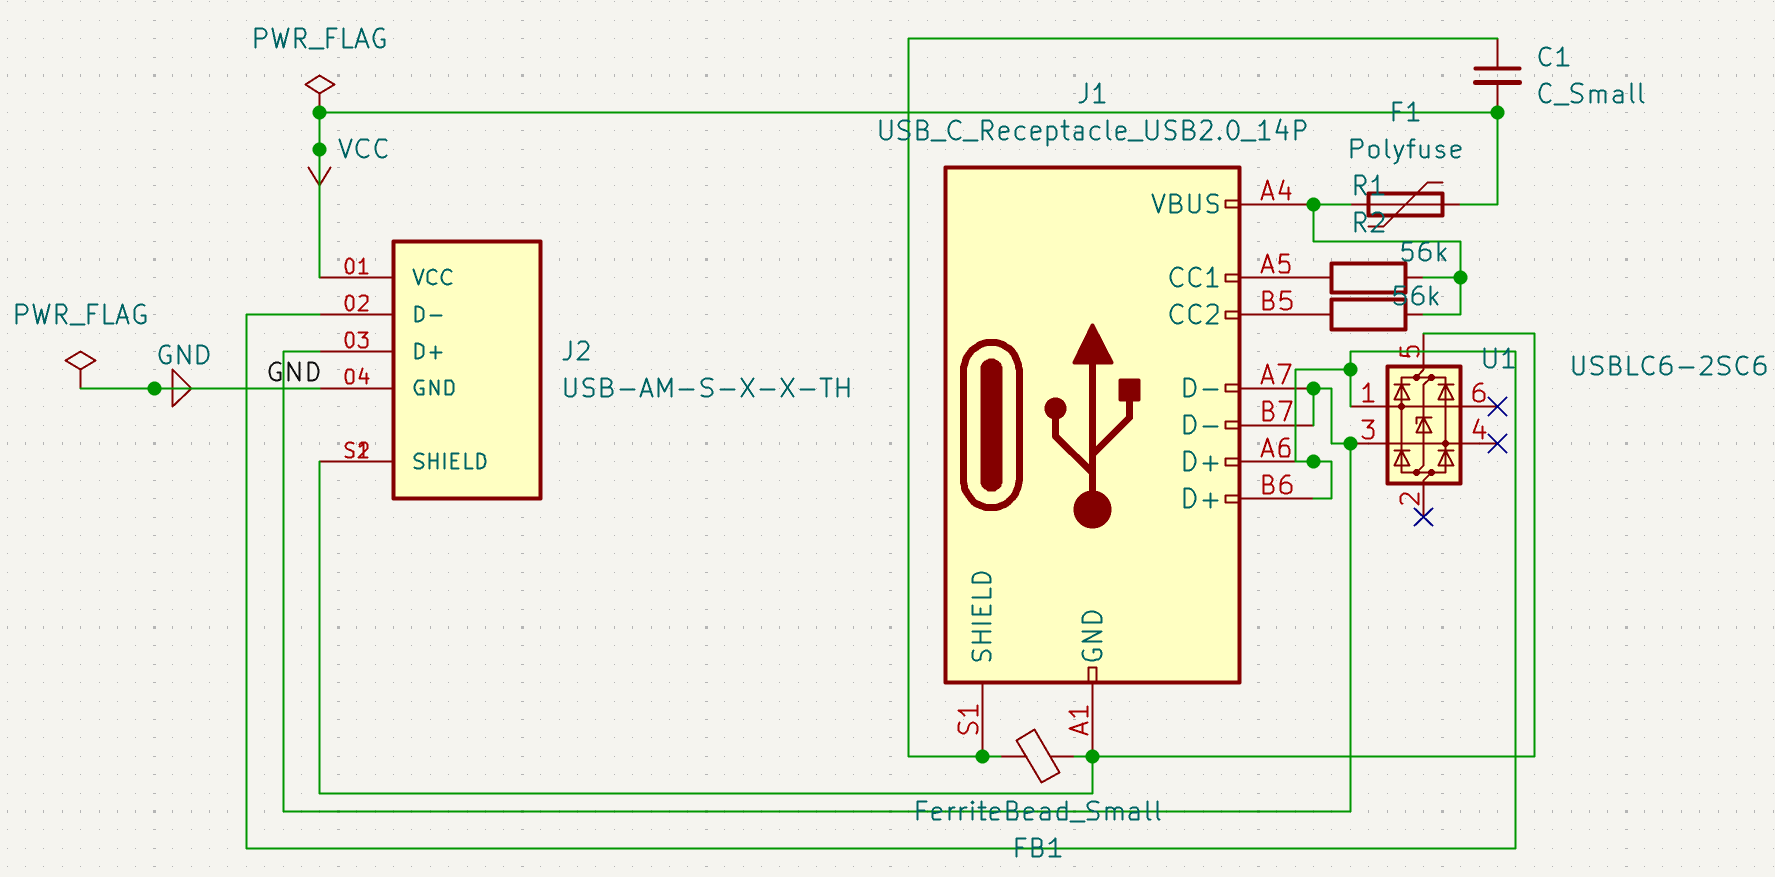 PWR_FLAG
C1
C_Small
J1
F1
USB_C_Receptacle_USB2.0_14P
VCC
Polyfuse
A4
R1
VBUS
R2
56k
01
VCC
A5
CC1
56k
02
D-
B5
CC2
PWR_FLAG
GND
03
D+
J2
5
U1
USBLC6-2SC6
GND
04
GND
USB-AM-S-X-X-TH
A7
D-
1
6
B7
D-
3
4
A6
D+
SHIELD
B6
D+
2
SHIELD
GND
S1
A1
FerriteBead_Small
FB1